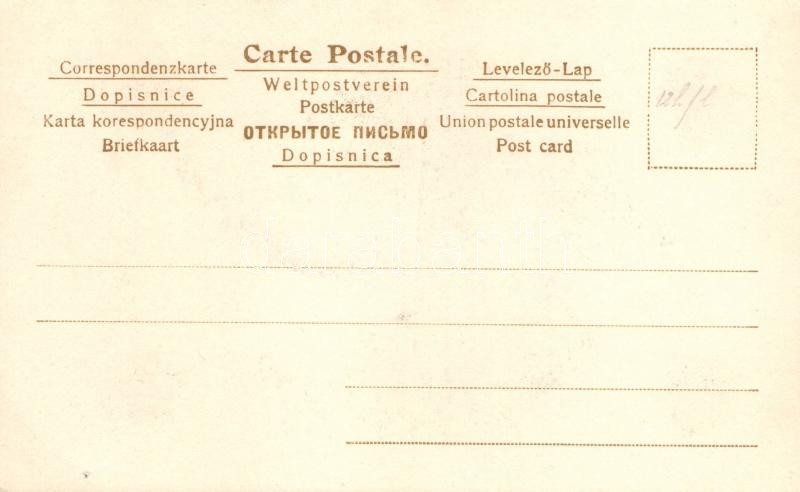 Carte Postale.
Correspondenzkarte
Dopisnice
Karta korespondencyjna
Briefkaart
Weltpostverein
Postkarte
ОТКРЫТОЕ ПИСЬМО
Dopisnica
Levelező-Lap
Cartolina postale
Union postale universelle
Post card